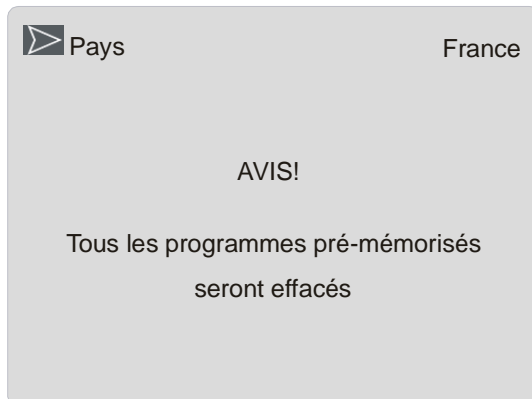 Pays France
AVIS!
Tous les programmes pré-mémorisés
seront effacés